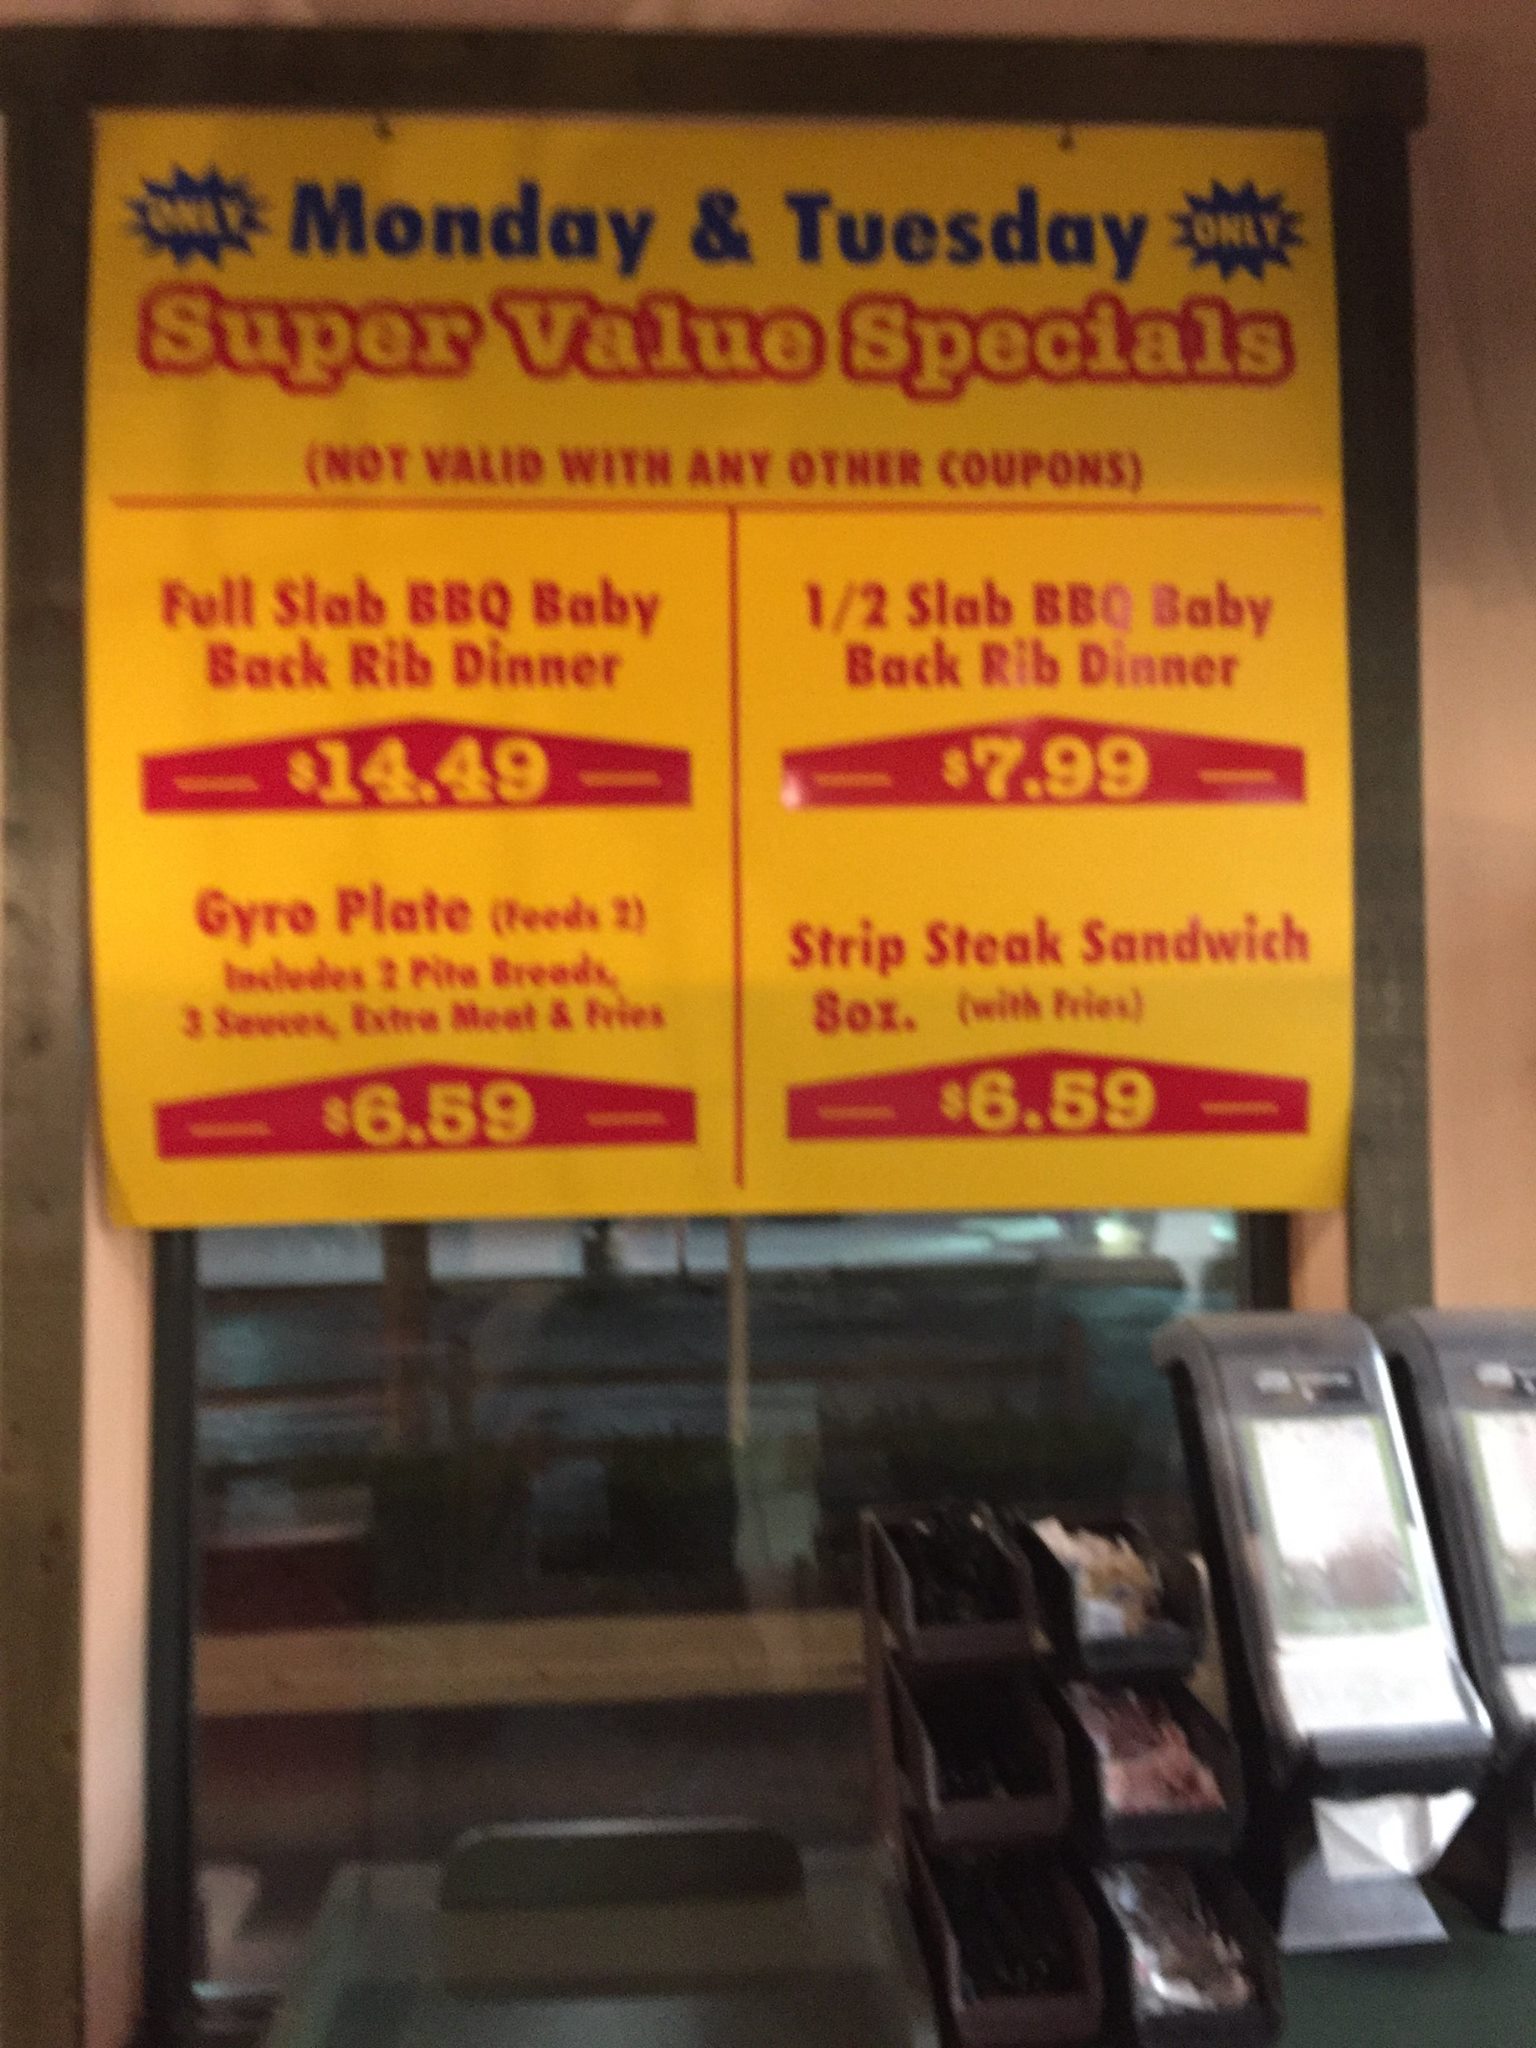 ONLY Monday & Tuesday ONLY
Super Value Specials
(NOT VALID WITH ANY OTHER COUPONS)
Full Slab BBQ Baby
Back Rib Dinner
$14.49
1/2 Slab BBQ Baby
Back Rib Dinner
$7.99
Gyro Plate (Feeds 2)
Includes 2 Pita Breads,
3 Sauces, Extra Meat & Fries
$6.59
Strip Steak Sandwich
8oz. (with Fries)
$6.59